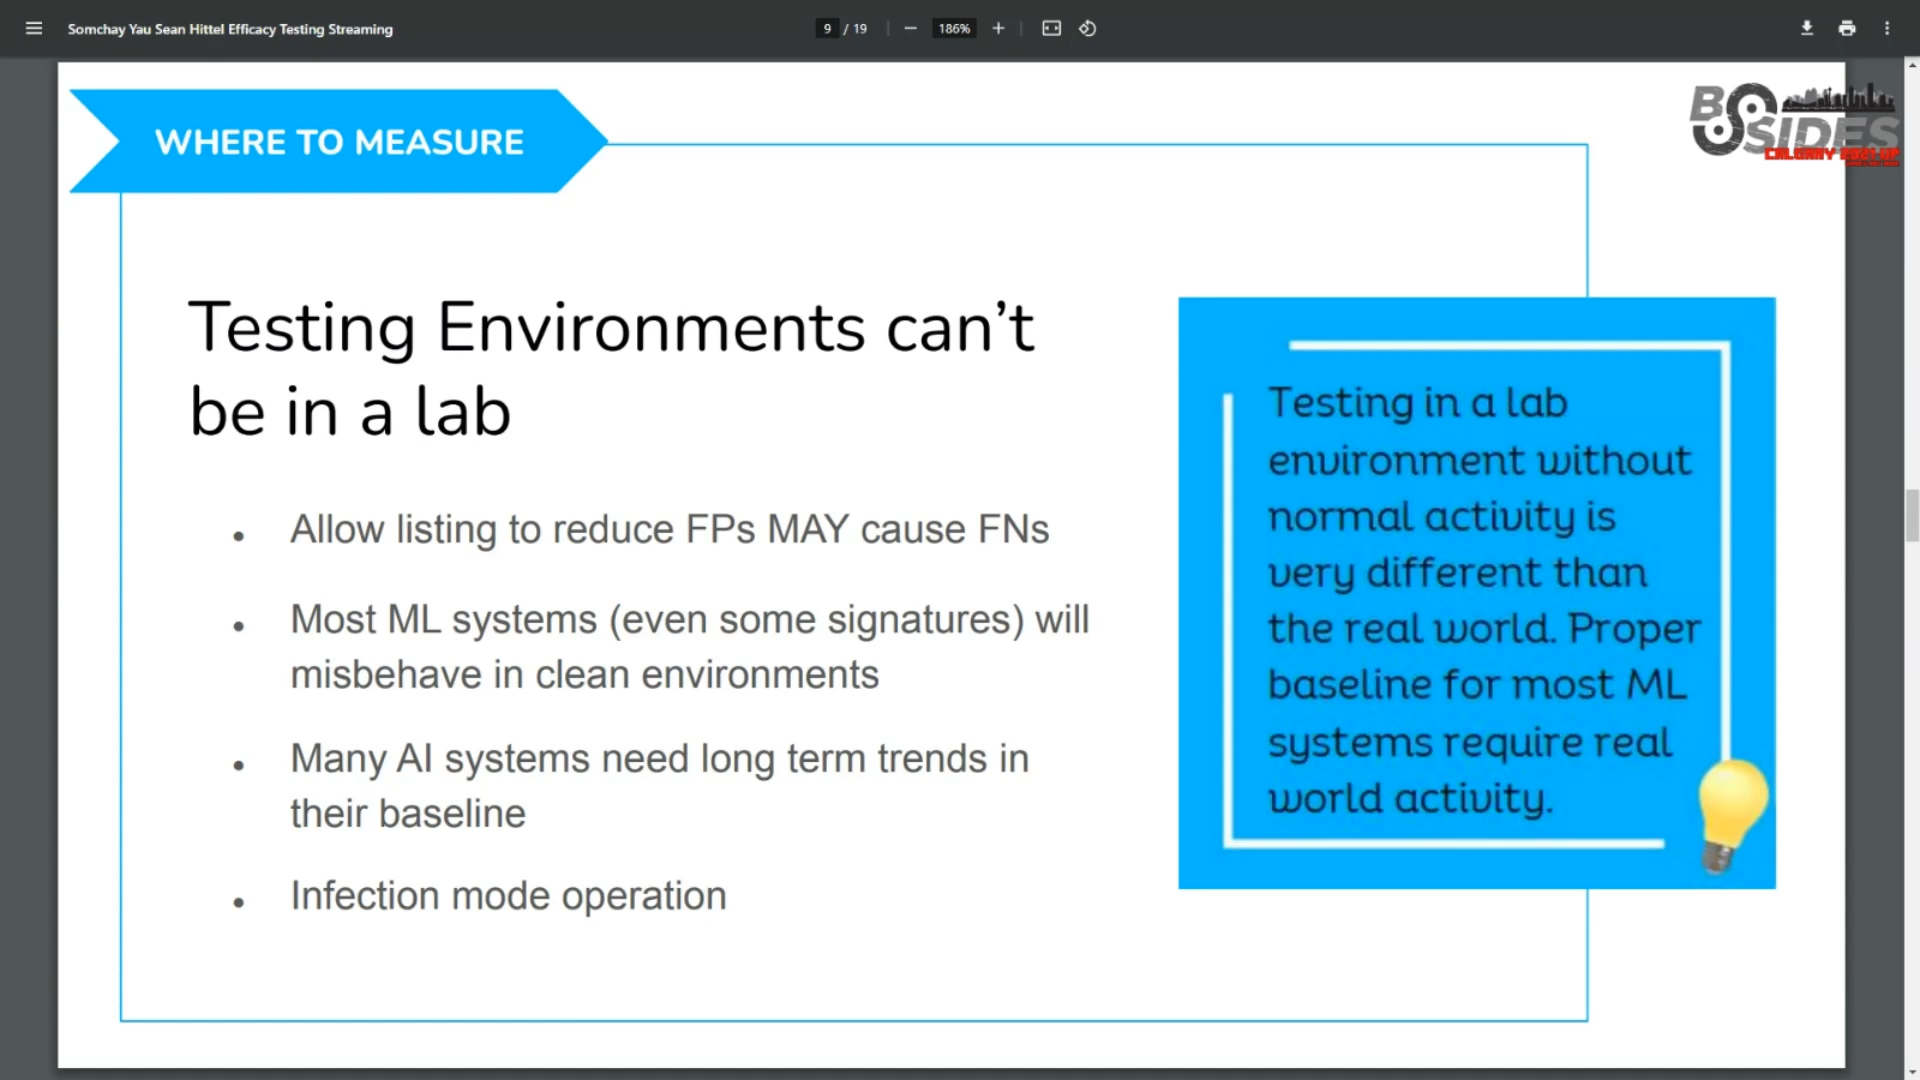 Somchay Yau Sean Hittel Efficacy Testing Streaming
9 / 19
186%
BSIDES
CALGARY 2021
WHERE TO MEASURE
Testing Environments can't
be in a lab
• Allow listing to reduce FPs MAY cause FNs
• Most ML systems (even some signatures) will
misbehave in clean environments
• Many AI systems need long term trends in
their baseline
• Infection mode operation
Testing in a lab
environment without
normal activity is
very different than
the real world. Proper
baseline for most ML
systems require real
world activity.